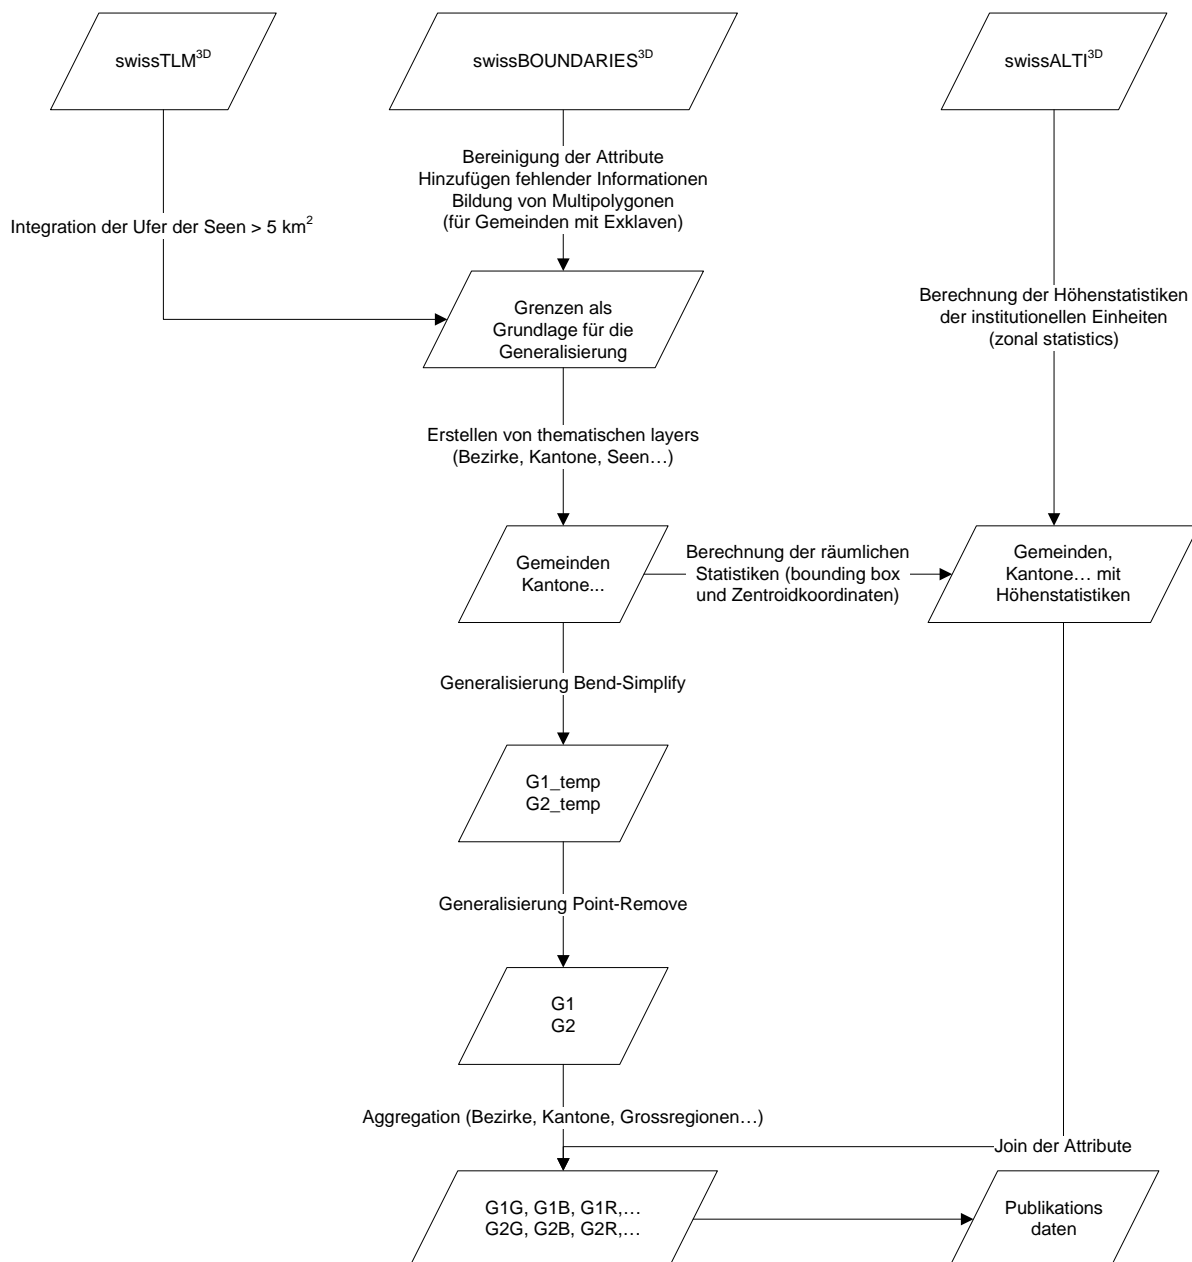 swissTLM3D
swissBOUNDARIES3D
swissALTI3D
Bereinigung der Attribute
Hinzufügen fehlender Informationen
Bildung von Multipolygonen
(für Gemeinden mit Exklaven)
Integration der Ufer der Seen > 5 km2
Grenzen als
Grundlage für die
Generalisierung
Berechnung der Höhenstatistiken
der institutionellen Einheiten
(zonal statistics)
Erstellen von thematischen layers
(Bezirke, Kantone, Seen…)
Gemeinden
Kantone...
Berechnung der räumlichen
Statistiken (bounding box
und Zentroidkoordinaten)
Gemeinden,
Kantone… mit
Höhenstatistiken
Generalisierung Bend-Simplify
G1_temp
G2_temp
Generalisierung Point-Remove
G1
G2
Aggregation (Bezirke, Kantone, Grossregionen…)
Join der Attribute
G1G, G1B, G1R,…
G2G, G2B, G2R,…
Publikations
daten